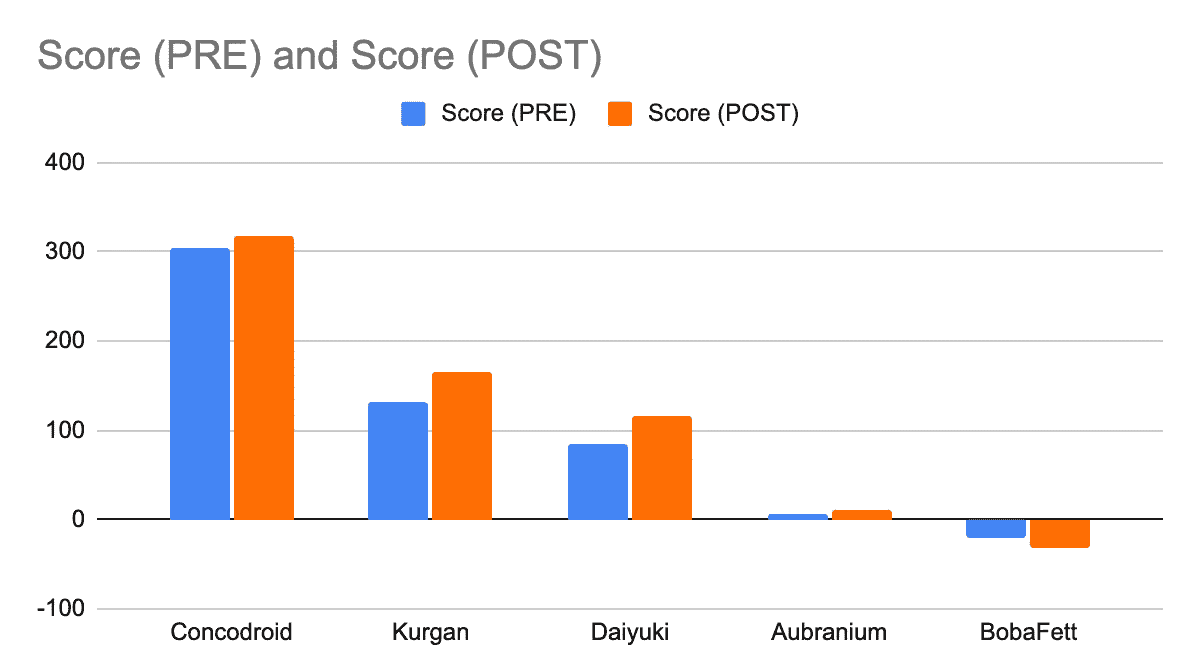 Score (PRE) and Score (POST)
Score (PRE) Score (POST)
400
300
200
100
0
-100
Concodroid Kurgan Daiyuki Aubranium BobaFett